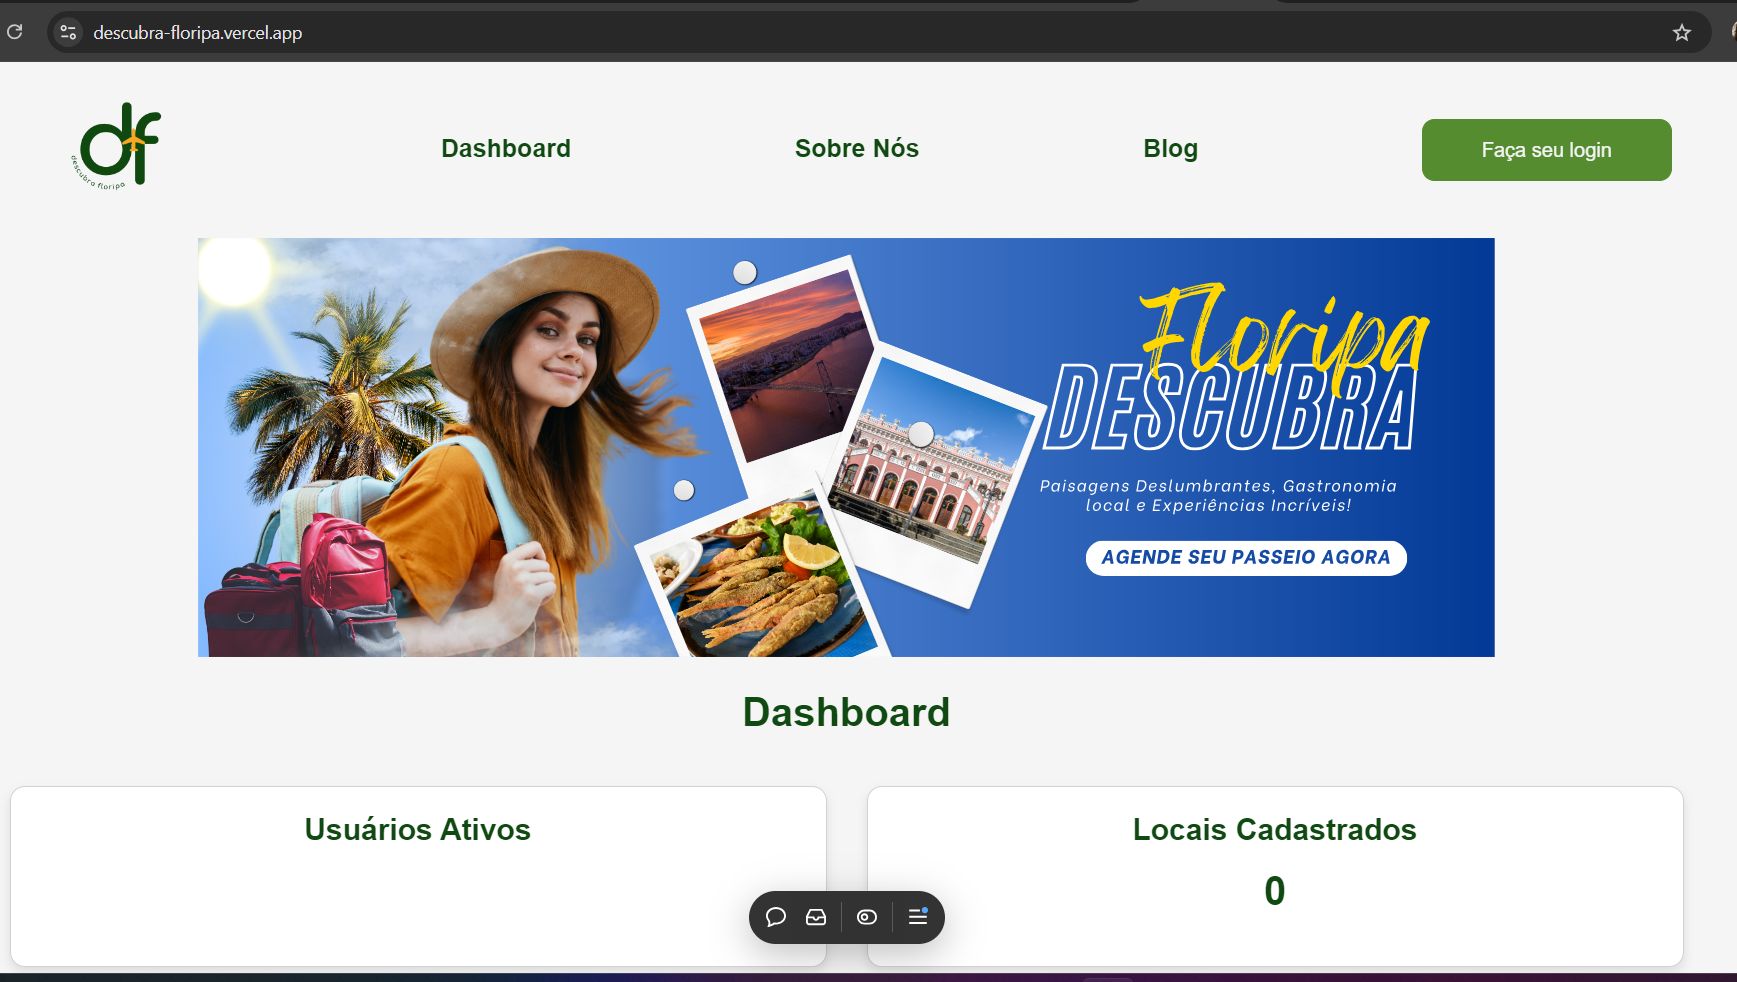 descubra-floripa.vercel.app
df
descubra floripa
Dashboard
Sobre Nós
Blog
Faça seu login
Floripa
DESCUBRA
Paisagens Deslumbrantes, Gastronomia
local e Experiências Incríveis!
AGENDE SEU PASSEIO AGORA
Dashboard
Usuários Ativos
Locais Cadastrados
0